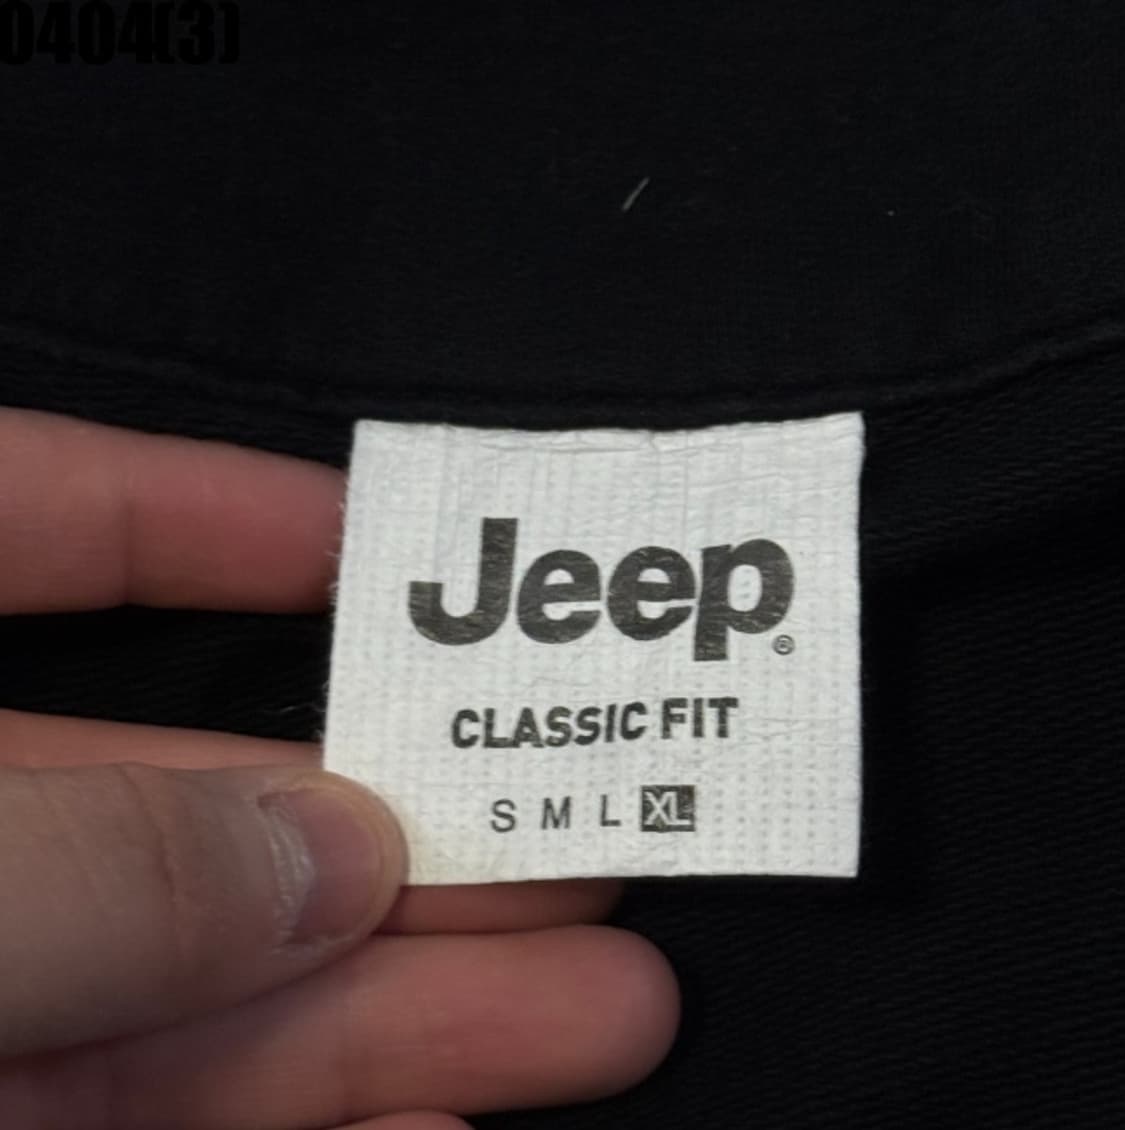 0404(3)
Jeep®
CLASSIC FIT
S M L XL